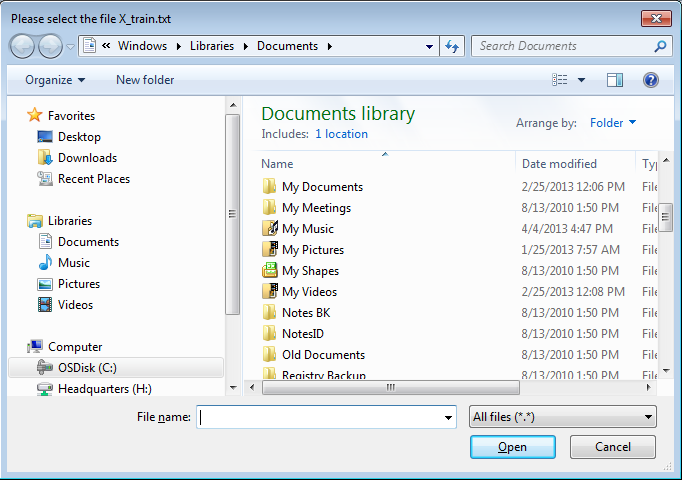 Please select the file X_train.txt
« Windows ▸ Libraries ▸ Documents ▸
Search Documents
Organize ▾ New folder
Favorites
Desktop
Downloads
Recent Places
Libraries
Documents
Music
Pictures
Videos
Computer
OSDisk (C:)
Headquarters (H:)
Documents library
Includes: 1 location
Arrange by: Folder ▾
Name Date modified Ty
My Documents 2/25/2013 12:06 PM File
My Meetings 8/13/2010 1:50 PM File
My Music 4/4/2013 4:47 PM File
My Pictures 1/25/2013 7:57 AM File
My Shapes 8/13/2010 1:50 PM File
My Videos 2/25/2013 12:08 PM File
Notes BK 8/13/2010 1:50 PM File
NotesID 8/13/2010 1:50 PM File
Old Documents 8/13/2010 1:50 PM File
Registry Backup 8/13/2010 1:50 PM File
File name:
All files (*.*)
Open Cancel